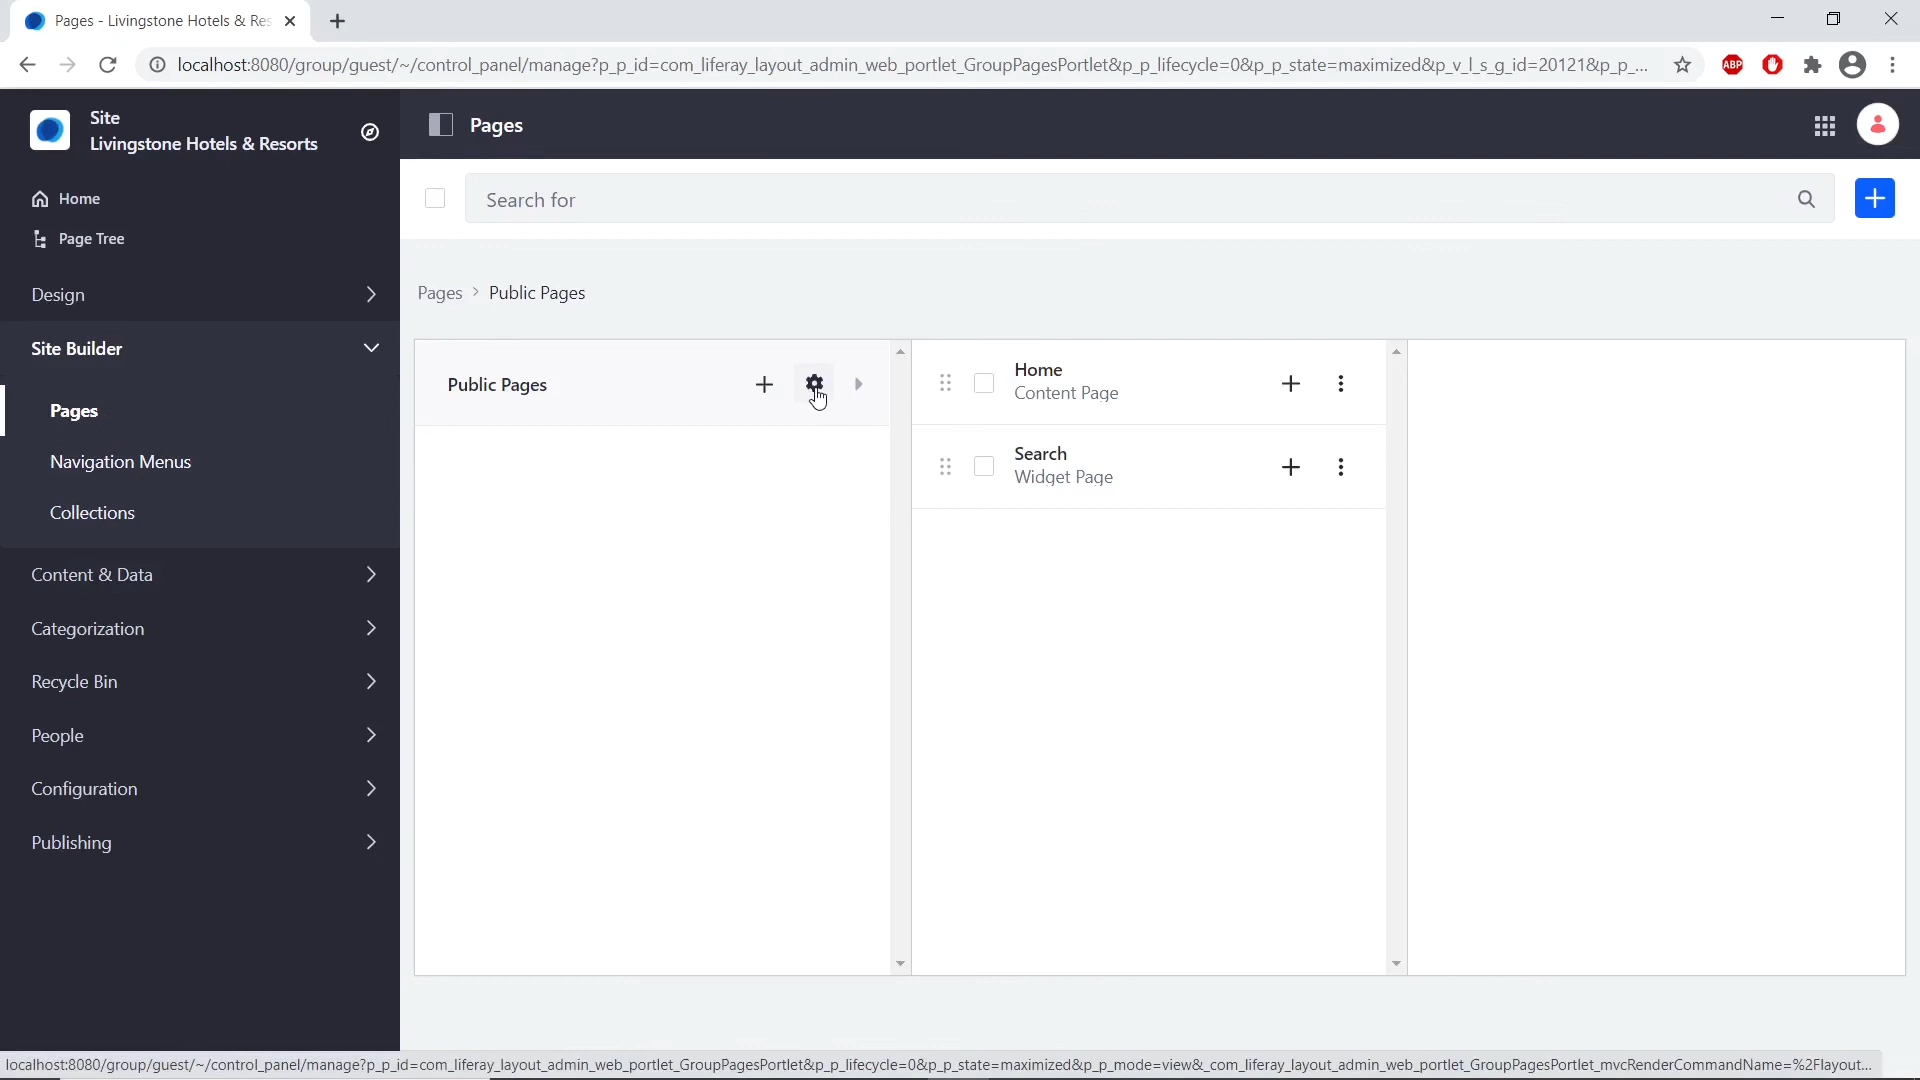 Pages - Livingstone Hotels & Res
localhost:8080/group/guest/~/control_panel/manage?p_p_id=com_liferay_layout_admin_web_portlet_GroupPagesPortlet&p_p_lifecycle=0&p_p_state=maximized&p_v_l_s_g_id=20121&p_p_...
ABP
Site
Livingstone Hotels & Resorts
Pages
Home
Search for
Page Tree
Design
Pages > Public Pages
Site Builder
Public Pages
Home
Content Page
Pages
Search
Widget Page
Navigation Menus
Collections
Content & Data
Categorization
Recycle Bin
People
Configuration
Publishing
localhost:8080/group/guest/~/control_panel/manage?p_p_id=com_liferay_layout_admin_web_portlet_GroupPagesPortlet&p_p_lifecycle=0&p_p_state=maximized&p_p_mode=view&_com_liferay_layout_admin_web_portlet_GroupPagesPortlet_mvcRenderCommandName=%2Flayout...